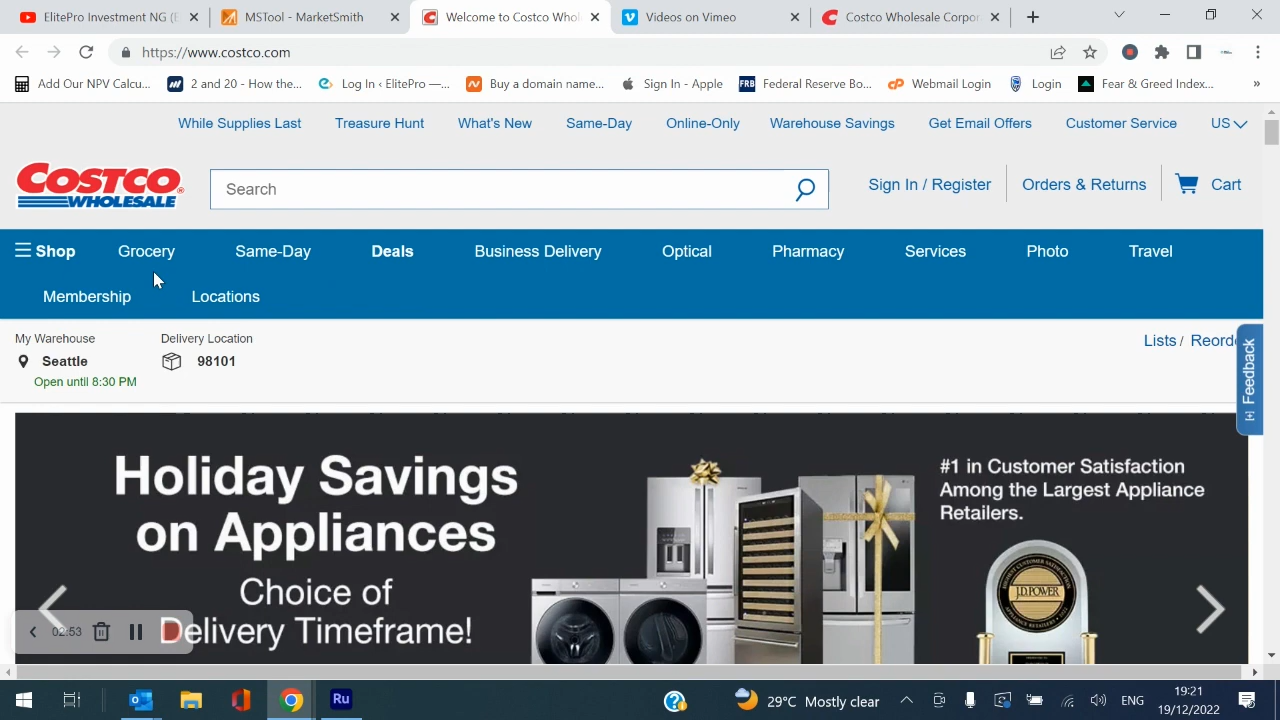 ElitePro Investment NG (E
MSTool - MarketSmith
Welcome to Costco Whol
Videos on Vimeo
Costco Wholesale Corpor
https://www.costco.com
Add Our NPV Calcu...
2 and 20 - How the...
Log In ‹ ElitePro —...
Buy a domain name...
Sign In - Apple
FRB
Federal Reserve Bo...
Webmail Login
Login
Fear & Greed Index...
»
While Supplies Last
Treasure Hunt
What's New
Same-Day
Online-Only
Warehouse Savings
Get Email Offers
Customer Service
US
COSTCO
WHOLESALE
Search
Sign In / Register
Orders & Returns
Cart
Shop
Grocery
Same-Day
Deals
Business Delivery
Optical
Pharmacy
Services
Photo
Travel
Membership
Locations
My Warehouse
Delivery Location
Seattle
98101
Open until 8:30 PM
Lists /
Reorde
[+] Feedback
Holiday Savings
on Appliances
Choice of
Delivery Timeframe!
#1 in Customer Satisfaction
Among the Largest Appliance
Retailers.
J.D. POWER
02:53
Ru
29°C Mostly clear
ENG
19:21
19/12/2022